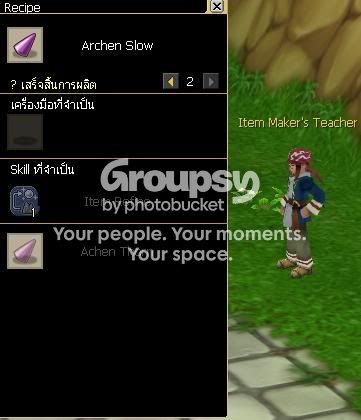 Recipe
Archen Slow
? เสร็จสิ้นการผลิต
2
เครื่องมือที่จำเป็น
Item Maker's Teacher
Skill ที่จำเป็น
Groupsy
1
Item
by photobucket
Your people. Your moments.
Your space.
Achen